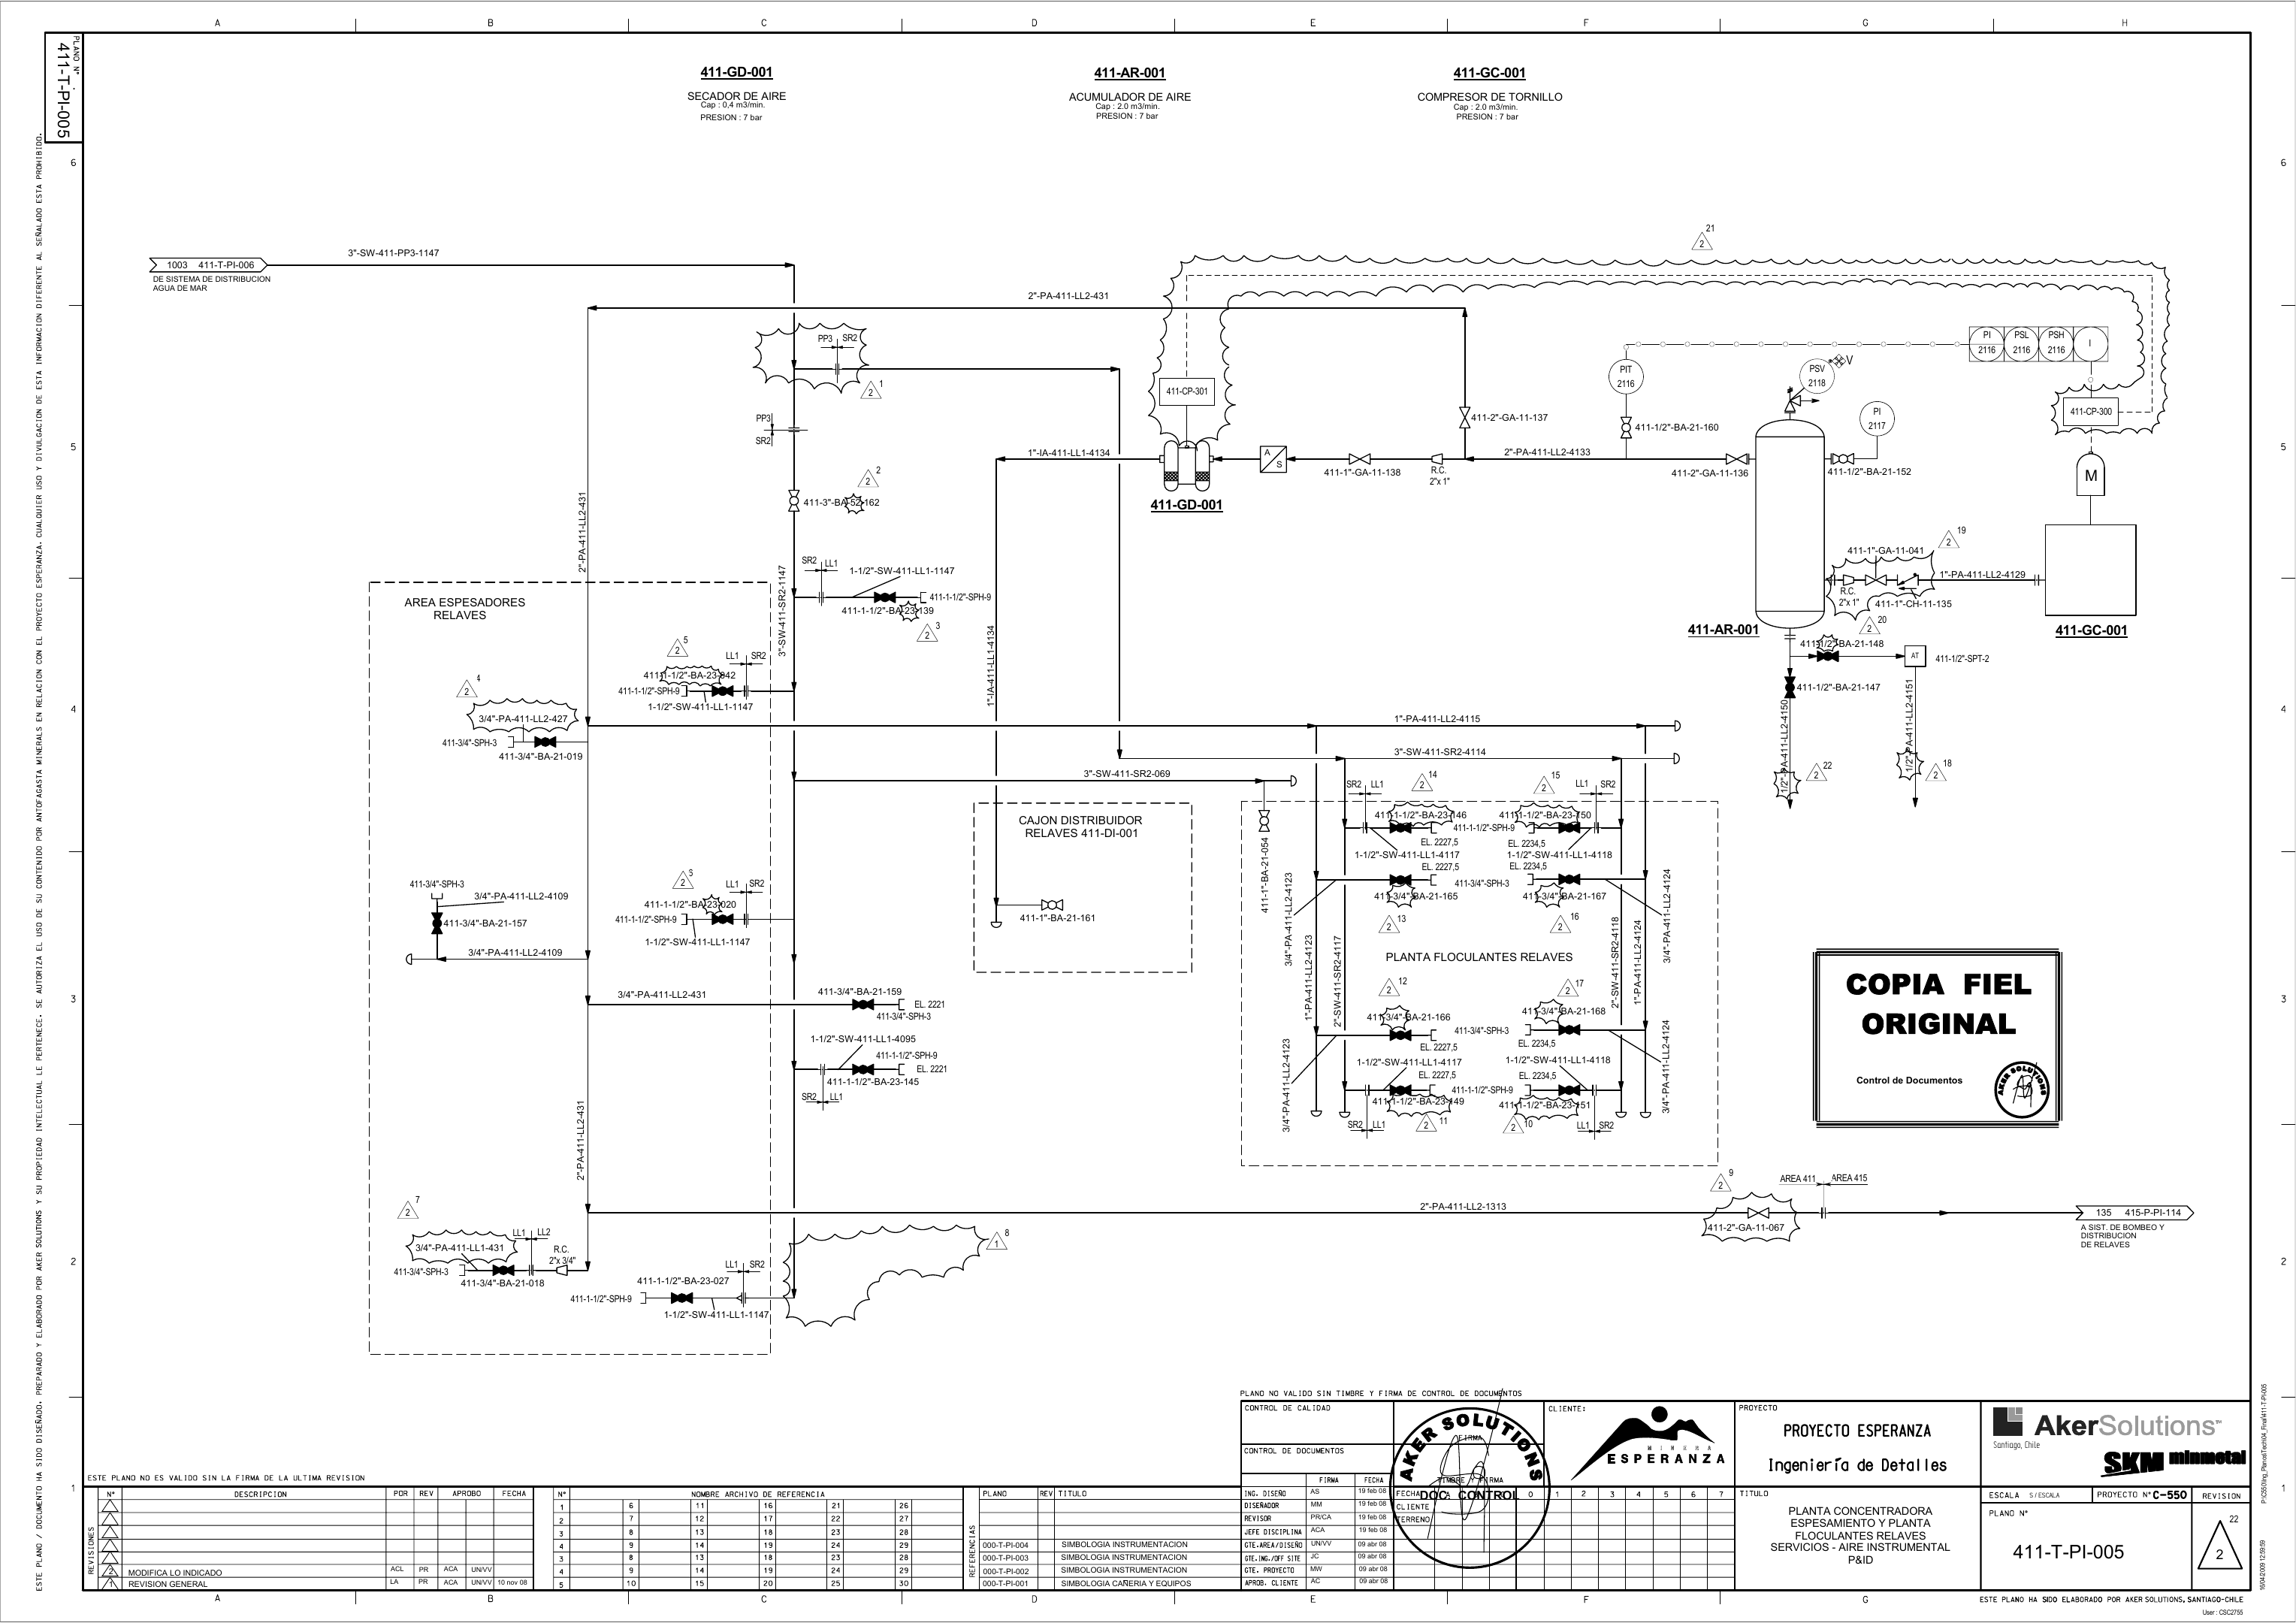 A
B
C
D
E
F
G
H
PLANO N°
411-T-PI-005
411-GD-001
SECADOR DE AIRE
Cap : 0,4 m3/min.
PRESION : 7 bar
411-AR-001
ACUMULADOR DE AIRE
Cap : 2.0 m3/min.
PRESION : 7 bar
411-GC-001
COMPRESOR DE TORNILLO
Cap : 2.0 m3/min.
PRESION : 7 bar
6
6
ESTE PLANO / DOCUMENTO HA SIDO DISEÑADO, PREPARADO Y ELABORADO POR AKER SOLUTIONS Y SU PROPIEDAD INTELECTUAL LE PERTENECE. SE AUTORIZA EL USO DE SU CONTENIDO POR ANTOFAGASTA MINERALS EN RELACION CON EL PROYECTO ESPERANZA. CUALQUIER USO Y DIVULGACION DE ESTA INFORMACION DIFERENTE AL SEÑALADO ESTA PROHIBIDO.
21
2
3"-SW-411-PP3-1147
1003 411-T-PI-006
DE SISTEMA DE DISTRIBUCION
AGUA DE MAR
2"-PA-411-LL2-431
PP3
SR2
1
2
PP3
SR2
411-CP-301
411-2"-GA-11-137
PIT
2116
411-1/2"-BA-21-160
PSV
2118
PI
2117
PI
2116
PSL
2116
PSH
2116
I
411-CP-300
5
5
1"-IA-411-LL1-4134
A
S
411-1"-GA-11-138
R.C.
2"x 1"
2"-PA-411-LL2-4133
411-2"-GA-11-136
411-1/2"-BA-21-152
M
411-GD-001
2
2
411-3"-BA-52-162
2"-PA-411-LL2-431
3"-SW-411-SR2-1147
SR2
LL1
1-1/2"-SW-411-LL1-1147
411-1-1/2"-SPH-9
411-1-1/2"-BA-23-139
3
2
1"-IA-411-LL1-4134
19
2
411-1"-GA-11-041
1"-PA-411-LL2-4129
R.C.
2"x 1"
411-1"-CH-11-135
20
2
411-AR-001
411-GC-001
411-1/2"-BA-21-148
AT
411-1/2"-SPT-2
411-1/2"-BA-21-147
1/2"-PA-411-LL2-4150
1/2"-PA-411-LL2-4151
22
2
18
2
AREA ESPESADORES
RELAVES
5
2
LL1
SR2
411-1-1/2"-BA-23-042
411-1-1/2"-SPH-9
1-1/2"-SW-411-LL1-1147
4
4
4
2
3/4"-PA-411-LL2-427
411-3/4"-SPH-3
411-3/4"-BA-21-019
1"-PA-411-LL2-4115
3"-SW-411-SR2-4114
3"-SW-411-SR2-069
CAJON DISTRIBUIDOR
RELAVES 411-DI-001
411-1"-BA-21-161
411-1"-BA-21-054
SR2
LL1
14
2
15
2
LL1
SR2
411-1-1/2"-BA-23-146
411-1-1/2"-SPH-9
411-1-1/2"-BA-23-150
EL. 2227,5
EL. 2234,5
1-1/2"-SW-411-LL1-4117
1-1/2"-SW-411-LL1-4118
EL. 2227,5
EL. 2234,5
411-3/4"-SPH-3
411-3/4"-BA-21-165
411-3/4"-BA-21-167
13
2
16
2
3/4"-PA-411-LL2-4123
1"-PA-411-LL2-4123
2"-SW-411-SR2-4117
2"-SW-411-SR2-4118
1"-PA-411-LL2-4124
3/4"-PA-411-LL2-4124
PLANTA FLOCULANTES RELAVES
12
2
17
2
411-3/4"-BA-21-166
411-3/4"-BA-21-168
411-3/4"-SPH-3
EL. 2227,5
EL. 2234,5
1-1/2"-SW-411-LL1-4117
1-1/2"-SW-411-LL1-4118
EL. 2227,5
EL. 2234,5
411-1-1/2"-SPH-9
411-1-1/2"-BA-23-149
411-1-1/2"-BA-23-151
3/4"-PA-411-LL2-4123
3/4"-PA-411-LL2-4124
SR2
LL1
11
2
10
2
LL1
SR2
411-3/4"-SPH-3
3/4"-PA-411-LL2-4109
411-3/4"-BA-21-157
3/4"-PA-411-LL2-4109
2
LL1
SR2
411-1-1/2"-BA-23-020
411-1-1/2"-SPH-9
1-1/2"-SW-411-LL1-1147
3
3
3/4"-PA-411-LL2-431
411-3/4"-BA-21-159
EL. 2221
411-3/4"-SPH-3
1-1/2"-SW-411-LL1-4095
411-1-1/2"-SPH-9
EL. 2221
411-1-1/2"-BA-23-145
SR2
LL1
2"-PA-411-LL2-431
COPIA FIEL
ORIGINAL
Control de Documentos
AKER SOLUTIONS
9
2
AREA 411
AREA 415
2"-PA-411-LL2-1313
411-2"-GA-11-067
135 415-P-PI-114
A SIST. DE BOMBEO Y
DISTRIBUCION
DE RELAVES
7
2
LL1
LL2
3/4"-PA-411-LL1-431
R.C.
2"x 3/4"
411-3/4"-SPH-3
411-3/4"-BA-21-018
2
2
LL1
SR2
411-1-1/2"-BA-23-027
411-1-1/2"-SPH-9
1-1/2"-SW-411-LL1-1147
8
1
PLANO NO VALIDO SIN TIMBRE Y FIRMA DE CONTROL DE DOCUMENTOS
CONTROL DE CALIDAD
CONTROL DE DOCUMENTOS
FIRMA
TIMBRE Y FIRMA
AKER SOLUTIONS
DOC. CONTROL
CLIENTE:
MINERA
ESPERANZA
PROYECTO
PROYECTO ESPERANZA
Ingeniería de Detalles
AkerSolutions™
Santiago, Chile
SKM minmetal
ESTE PLANO NO ES VALIDO SIN LA FIRMA DE LA ULTIMA REVISION
1
1
REVISIONES
N° DESCRIPCION POR REV APROBO FECHA
2 MODIFICA LO INDICADO ACL PR ACA UN/VV
1 REVISION GENERAL LA PR ACA UN/VV 10 nov 08
N° NOMBRE ARCHIVO DE REFERENCIA
1 6 11 16 21 26
2 7 12 17 22 27
3 8 13 18 23 28
4 9 14 19 24 29
3 8 13 18 23 28
4 9 14 19 24 29
5 10 15 20 25 30
REFERENCIAS
PLANO REV TITULO
000-T-PI-004 SIMBOLOGIA INSTRUMENTACION
000-T-PI-003 SIMBOLOGIA INSTRUMENTACION
000-T-PI-002 SIMBOLOGIA INSTRUMENTACION
000-T-PI-001 SIMBOLOGIA CAÑERIA Y EQUIPOS
FIRMA FECHA
ING. DISEÑO AS 19 feb 08
DISEÑADOR MM 19 feb 08
REVISOR PR/CA 19 feb 08
JEFE DISCIPLINA ACA 19 feb 08
GTE.AREA/DISEÑO UN/VV 09 abr 08
GTE.ING./OFF SITE JC 09 abr 08
GTE. PROYECTO MW 09 abr 08
APROB. CLIENTE AC 09 abr 08
FECHA 0 1 2 3 4 5 6 7
CLIENTE
TERRENO
TITULO
PLANTA CONCENTRADORA
ESPESAMIENTO Y PLANTA
FLOCULANTES RELAVES
SERVICIOS - AIRE INSTRUMENTAL
P&ID
ESCALA S/ESCALA
PROYECTO N° C-550
REVISION
PLANO N°
411-T-PI-005
22
2
A
B
C
D
E
F
G
ESTE PLANO HA SIDO ELABORADO POR AKER SOLUTIONS, SANTIAGO-CHILE
User : CSC2755
16/04/2009 12:59:59